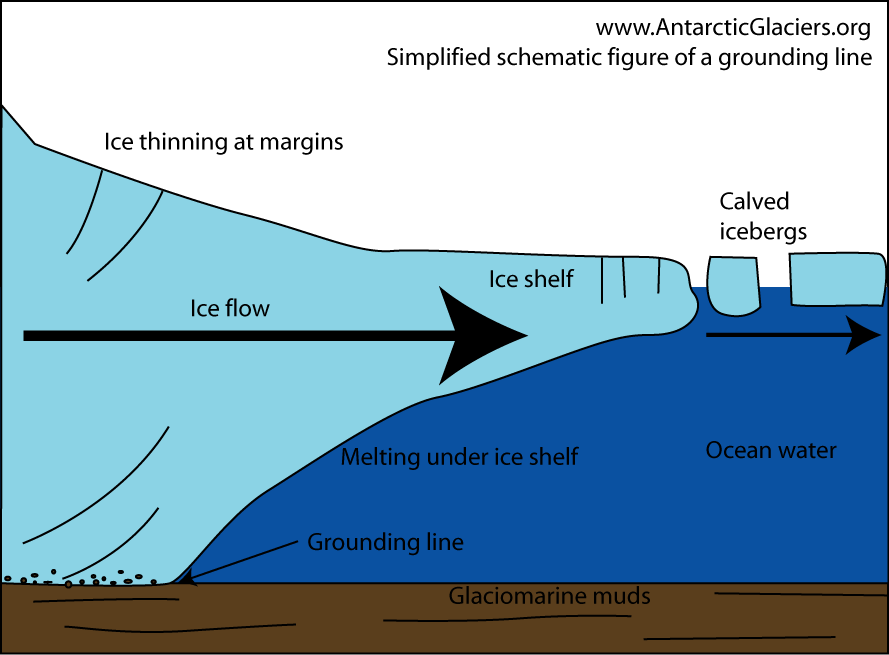 www.AntarcticGlaciers.org
Simplified schematic figure of a grounding line
Ice thinning at margins
Calved
icebergs
Ice shelf
Ice flow
Melting under ice shelf
Ocean water
Grounding line
Glaciomarine muds